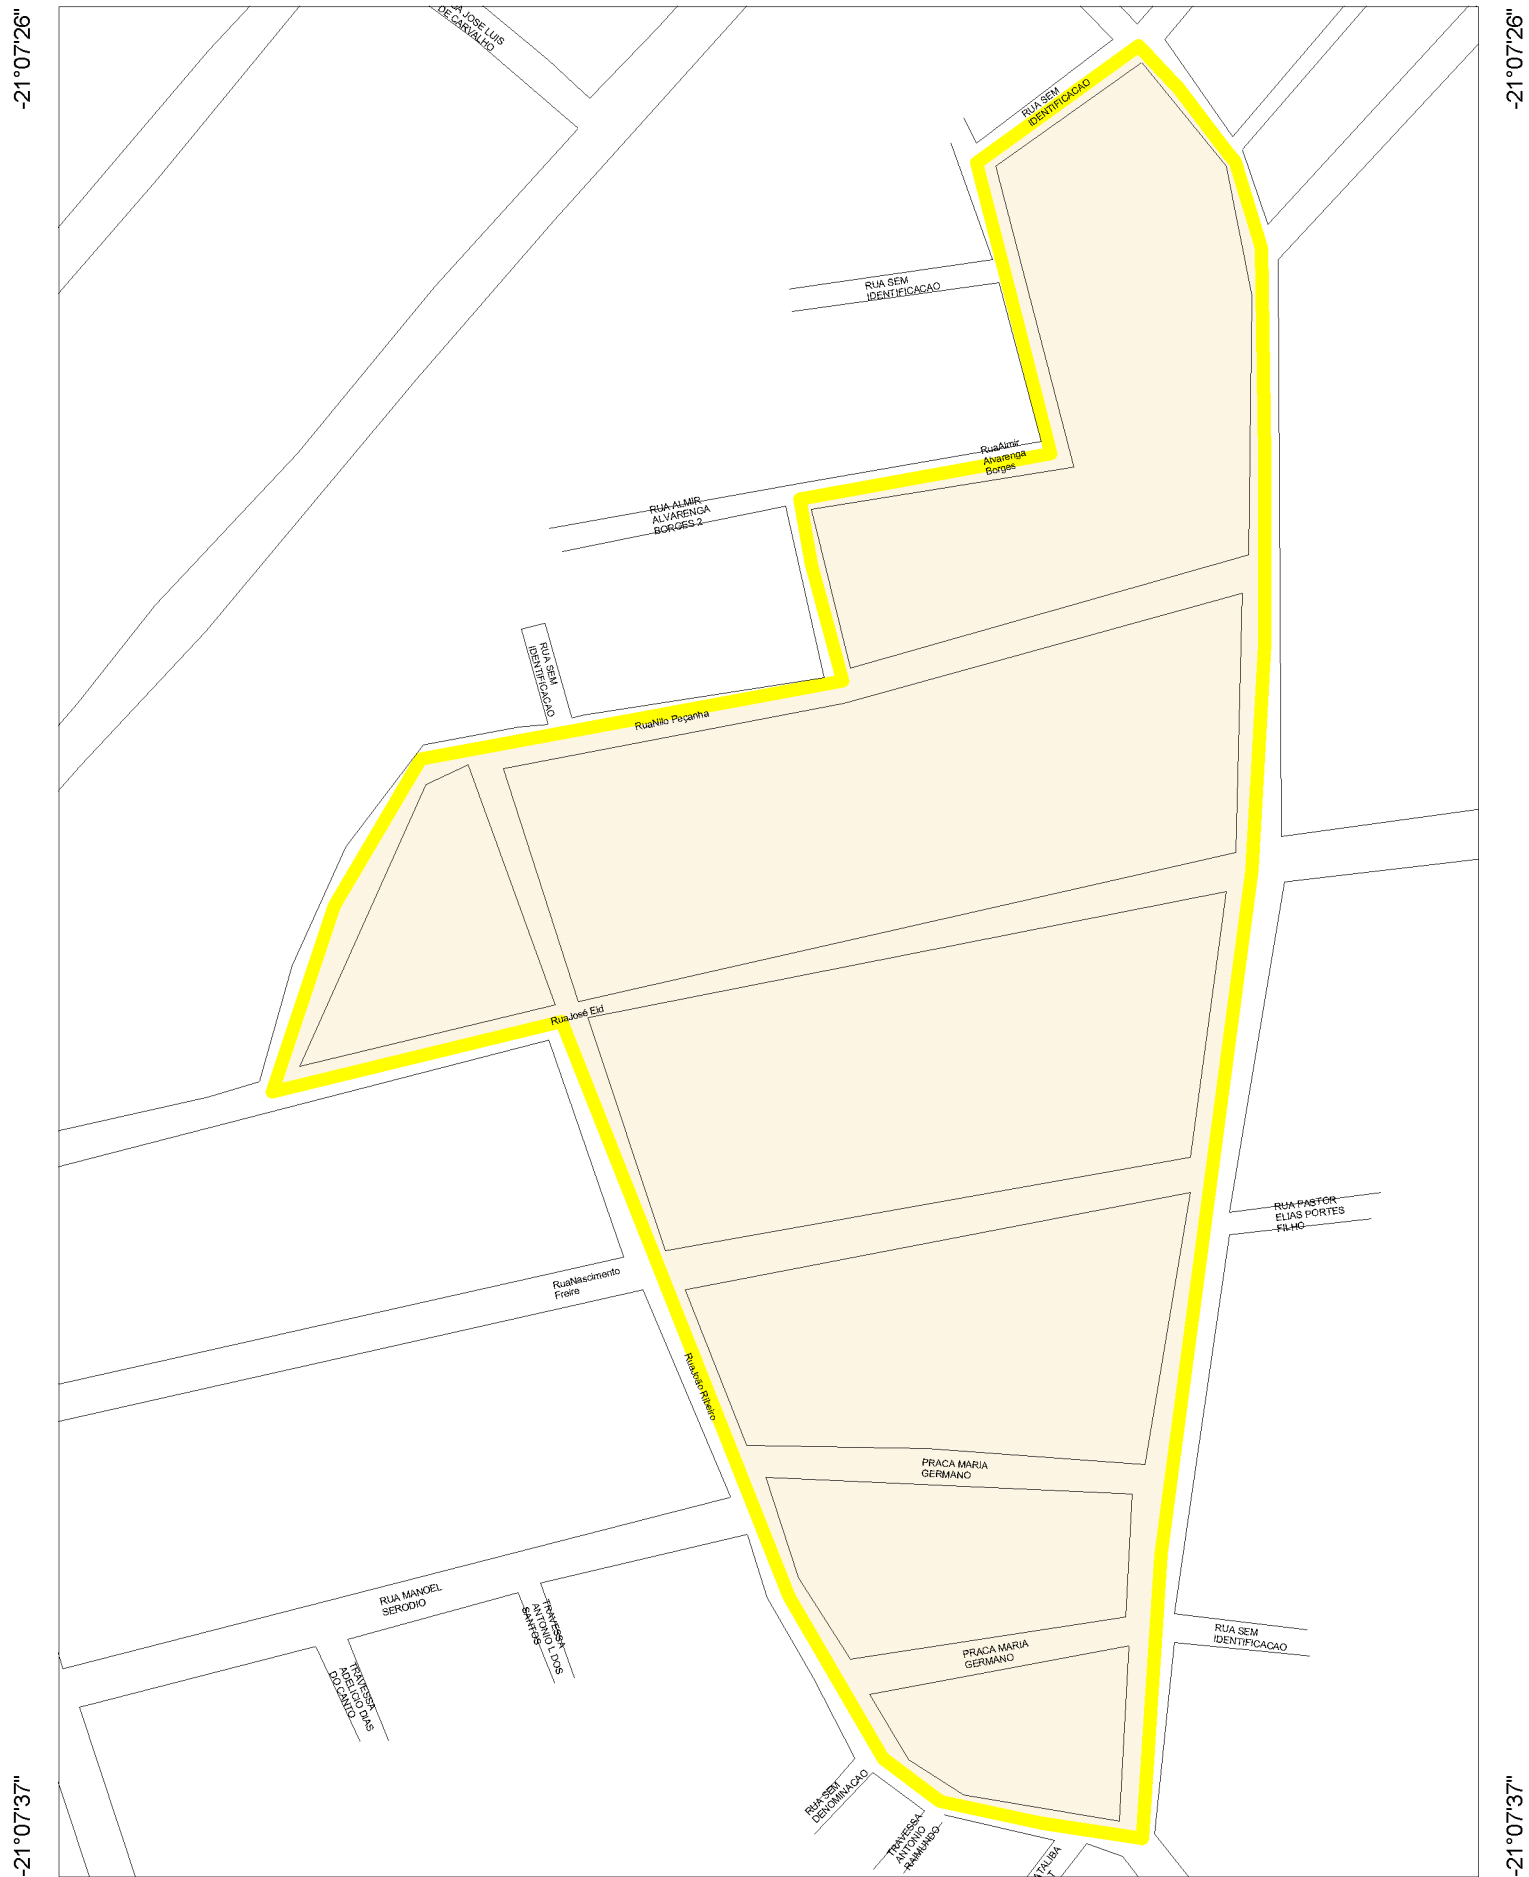 -21°07'26"
-21°07'26"
DE CARVALHO
RUA SEM
IDENTIFICACAO
RUA SEM
IDENTIFICACAO
RuaAlmir
Alvarenga
Borges
RUA ALMIR
ALVARENGA
BORGES 2
RUA SEM
IDENTIFICACAO
RuaNilo Peçanha
RuaJosé Eid
RUA PASTOR
ELIAS PORTES
FILHO
RuaNascimento
Freire
RuaJoão Ribeiro
PRACA MARIA
GERMANO
RUA MANOEL
SERODIO
TRAVESSA
ANTONIO L DOS
SANTOS
RUA SEM
IDENTIFICACAO
PRACA MARIA
GERMANO
TRAVESSA
ADELICIO DIAS
DO CANTO
RUA SEM
DENOMINACAO
TRAVESSA
ANTONIO
RAIMUNDO
-21°07'37"
-21°07'37"